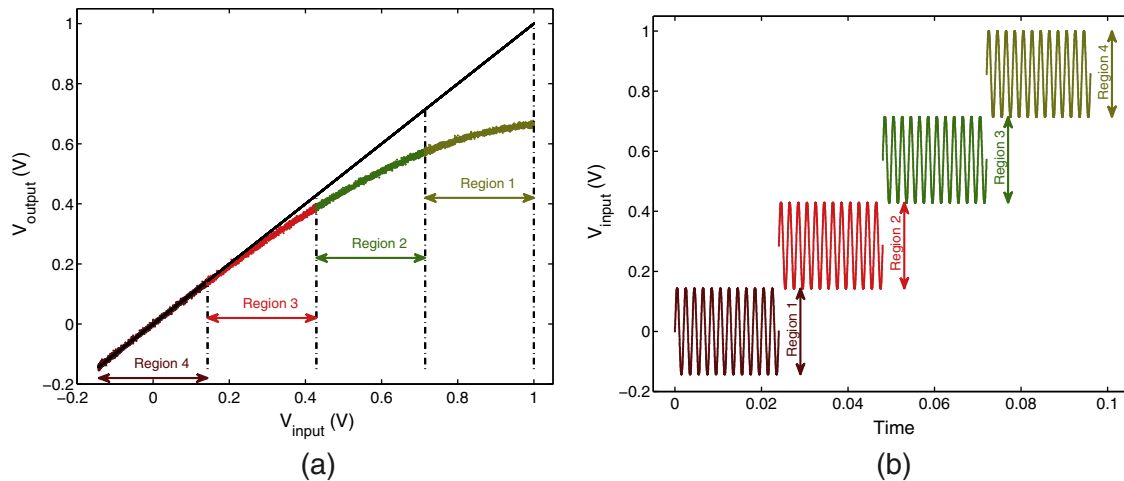 1
0.8
0.6
0.4
0.2
0
−0.2
V_output (V)
Region 1
Region 2
Region 3
Region 4
−0.2
0
0.2
0.4
0.6
0.8
1
V_input (V)
(a)
1
0.8
0.6
0.4
0.2
0
−0.2
V_input (V)
Region 1
Region 2
Region 3
Region 4
0
0.02
0.04
0.06
0.08
0.1
Time
(b)